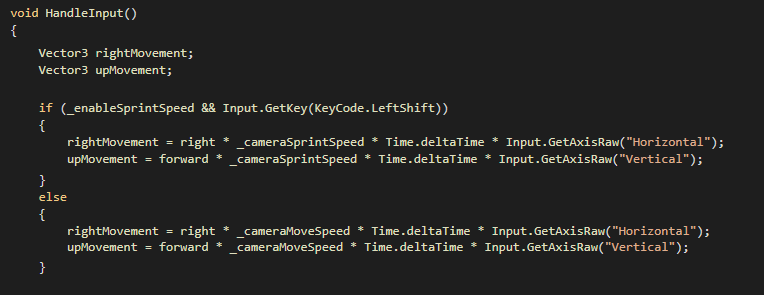 void HandleInput()
{
    Vector3 rightMovement;
    Vector3 upMovement;
    if (_enableSprintSpeed && Input.GetKey(KeyCode.LeftShift))
    {
        rightMovement = right * _cameraSprintSpeed * Time.deltaTime * Input.GetAxisRaw("Horizontal");
        upMovement = forward * _cameraSprintSpeed * Time.deltaTime * Input.GetAxisRaw("Vertical");
    }
    else
    {
        rightMovement = right * _cameraMoveSpeed * Time.deltaTime * Input.GetAxisRaw("Horizontal");
        upMovement = forward * _cameraMoveSpeed * Time.deltaTime * Input.GetAxisRaw("Vertical");
    }